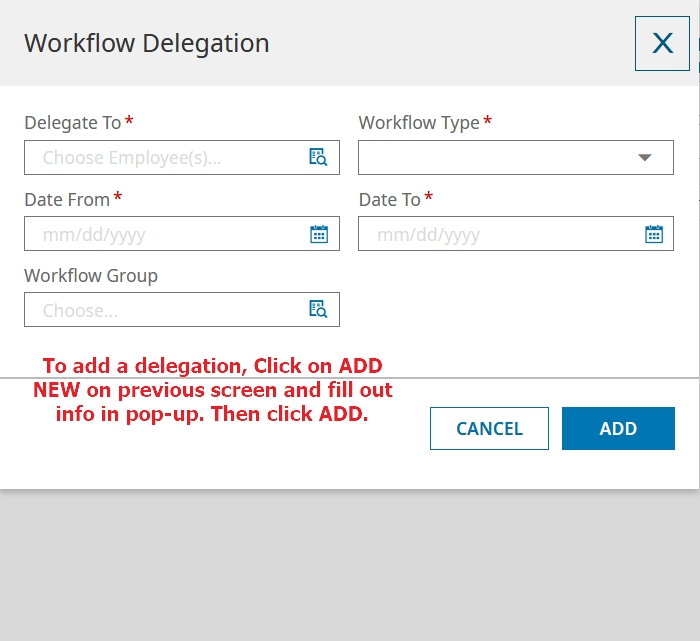 Workflow Delegation
X
Delegate To *
Workflow Type *
Choose Employee(s)...
Date From *
Date To *
mm/dd/yyyy
mm/dd/yyyy
Workflow Group
Choose...
To add a delegation, Click on ADD
NEW on previous screen and fill out
info in pop-up. Then click ADD.
CANCEL
ADD